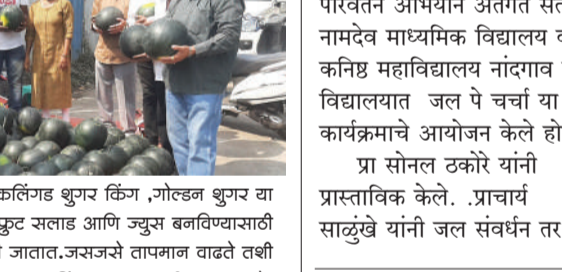 कलिंगड शुगर किंग ,गोल्डन शुगर या
फ्रुट सलाड आणि ज्युस बनविण्यासाठी
जातात.जसजसे तापमान वाढते तशी
परिवर्तन अभियान अंतर्गत संत
नामदेव माध्यमिक विद्यालय व
कनिष्ठ महाविद्यालय नांदगाव
विद्यालयात जल पे चर्चा या
कार्यक्रमाचे आयोजन केले हो
प्रा सोनल ठकोरे यांनी
प्रास्ताविक केले. .प्राचार्य
साळुंखे यांनी जल संवर्धन तर